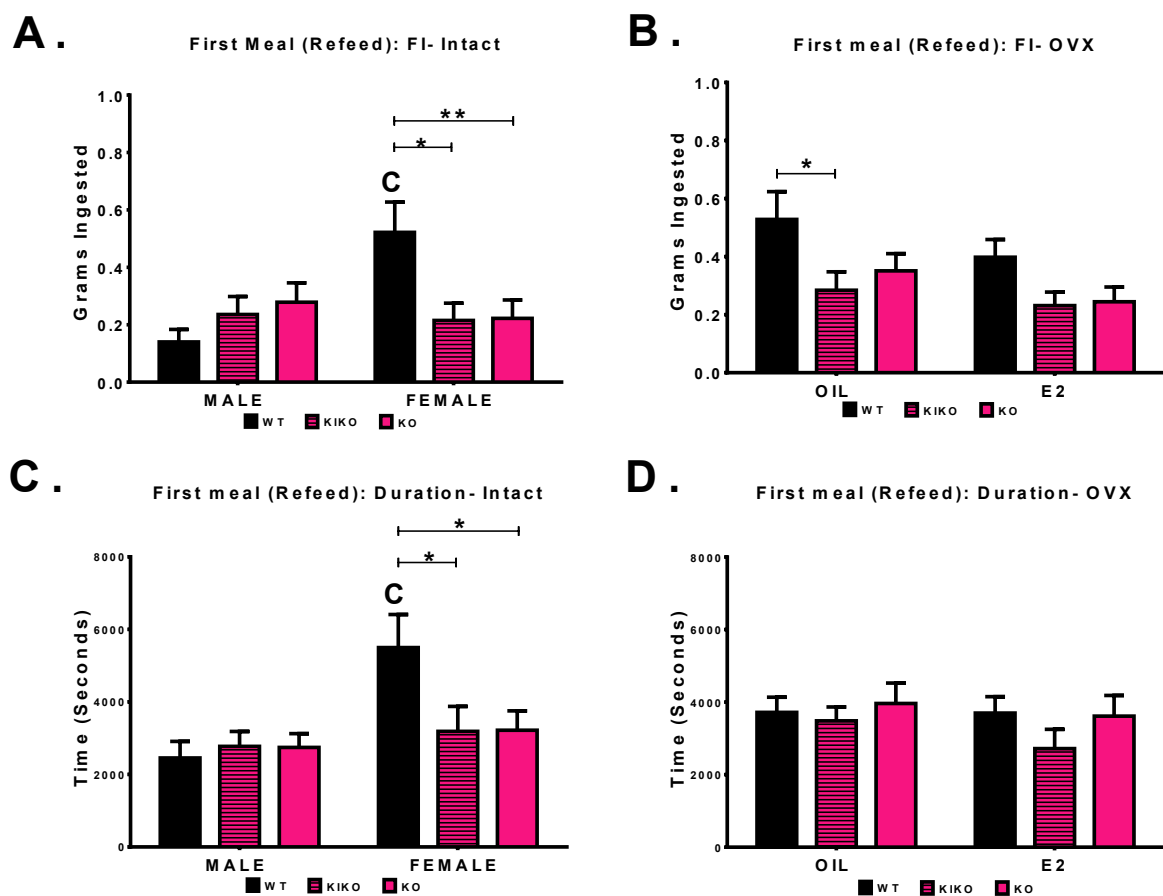 A.
First Meal (Refeed): FI- Intact
Grams Ingested
1.0
0.8
0.6
0.4
0.2
0.0
**
*
C
MALE
FEMALE
WT
KIKO
KO
B.
First meal (Refeed): FI- OVX
Grams Ingested
1.0
0.8
0.6
0.4
0.2
0.0
*
OIL
E2
WT
KIKO
KO
C.
First meal (Refeed): Duration- Intact
Time (Seconds)
8000
6000
4000
2000
0
*
*
C
MALE
FEMALE
WT
KIKO
KO
D.
First meal (Refeed): Duration- OVX
Time (Seconds)
8000
6000
4000
2000
0
OIL
E2
WT
KIKO
KO